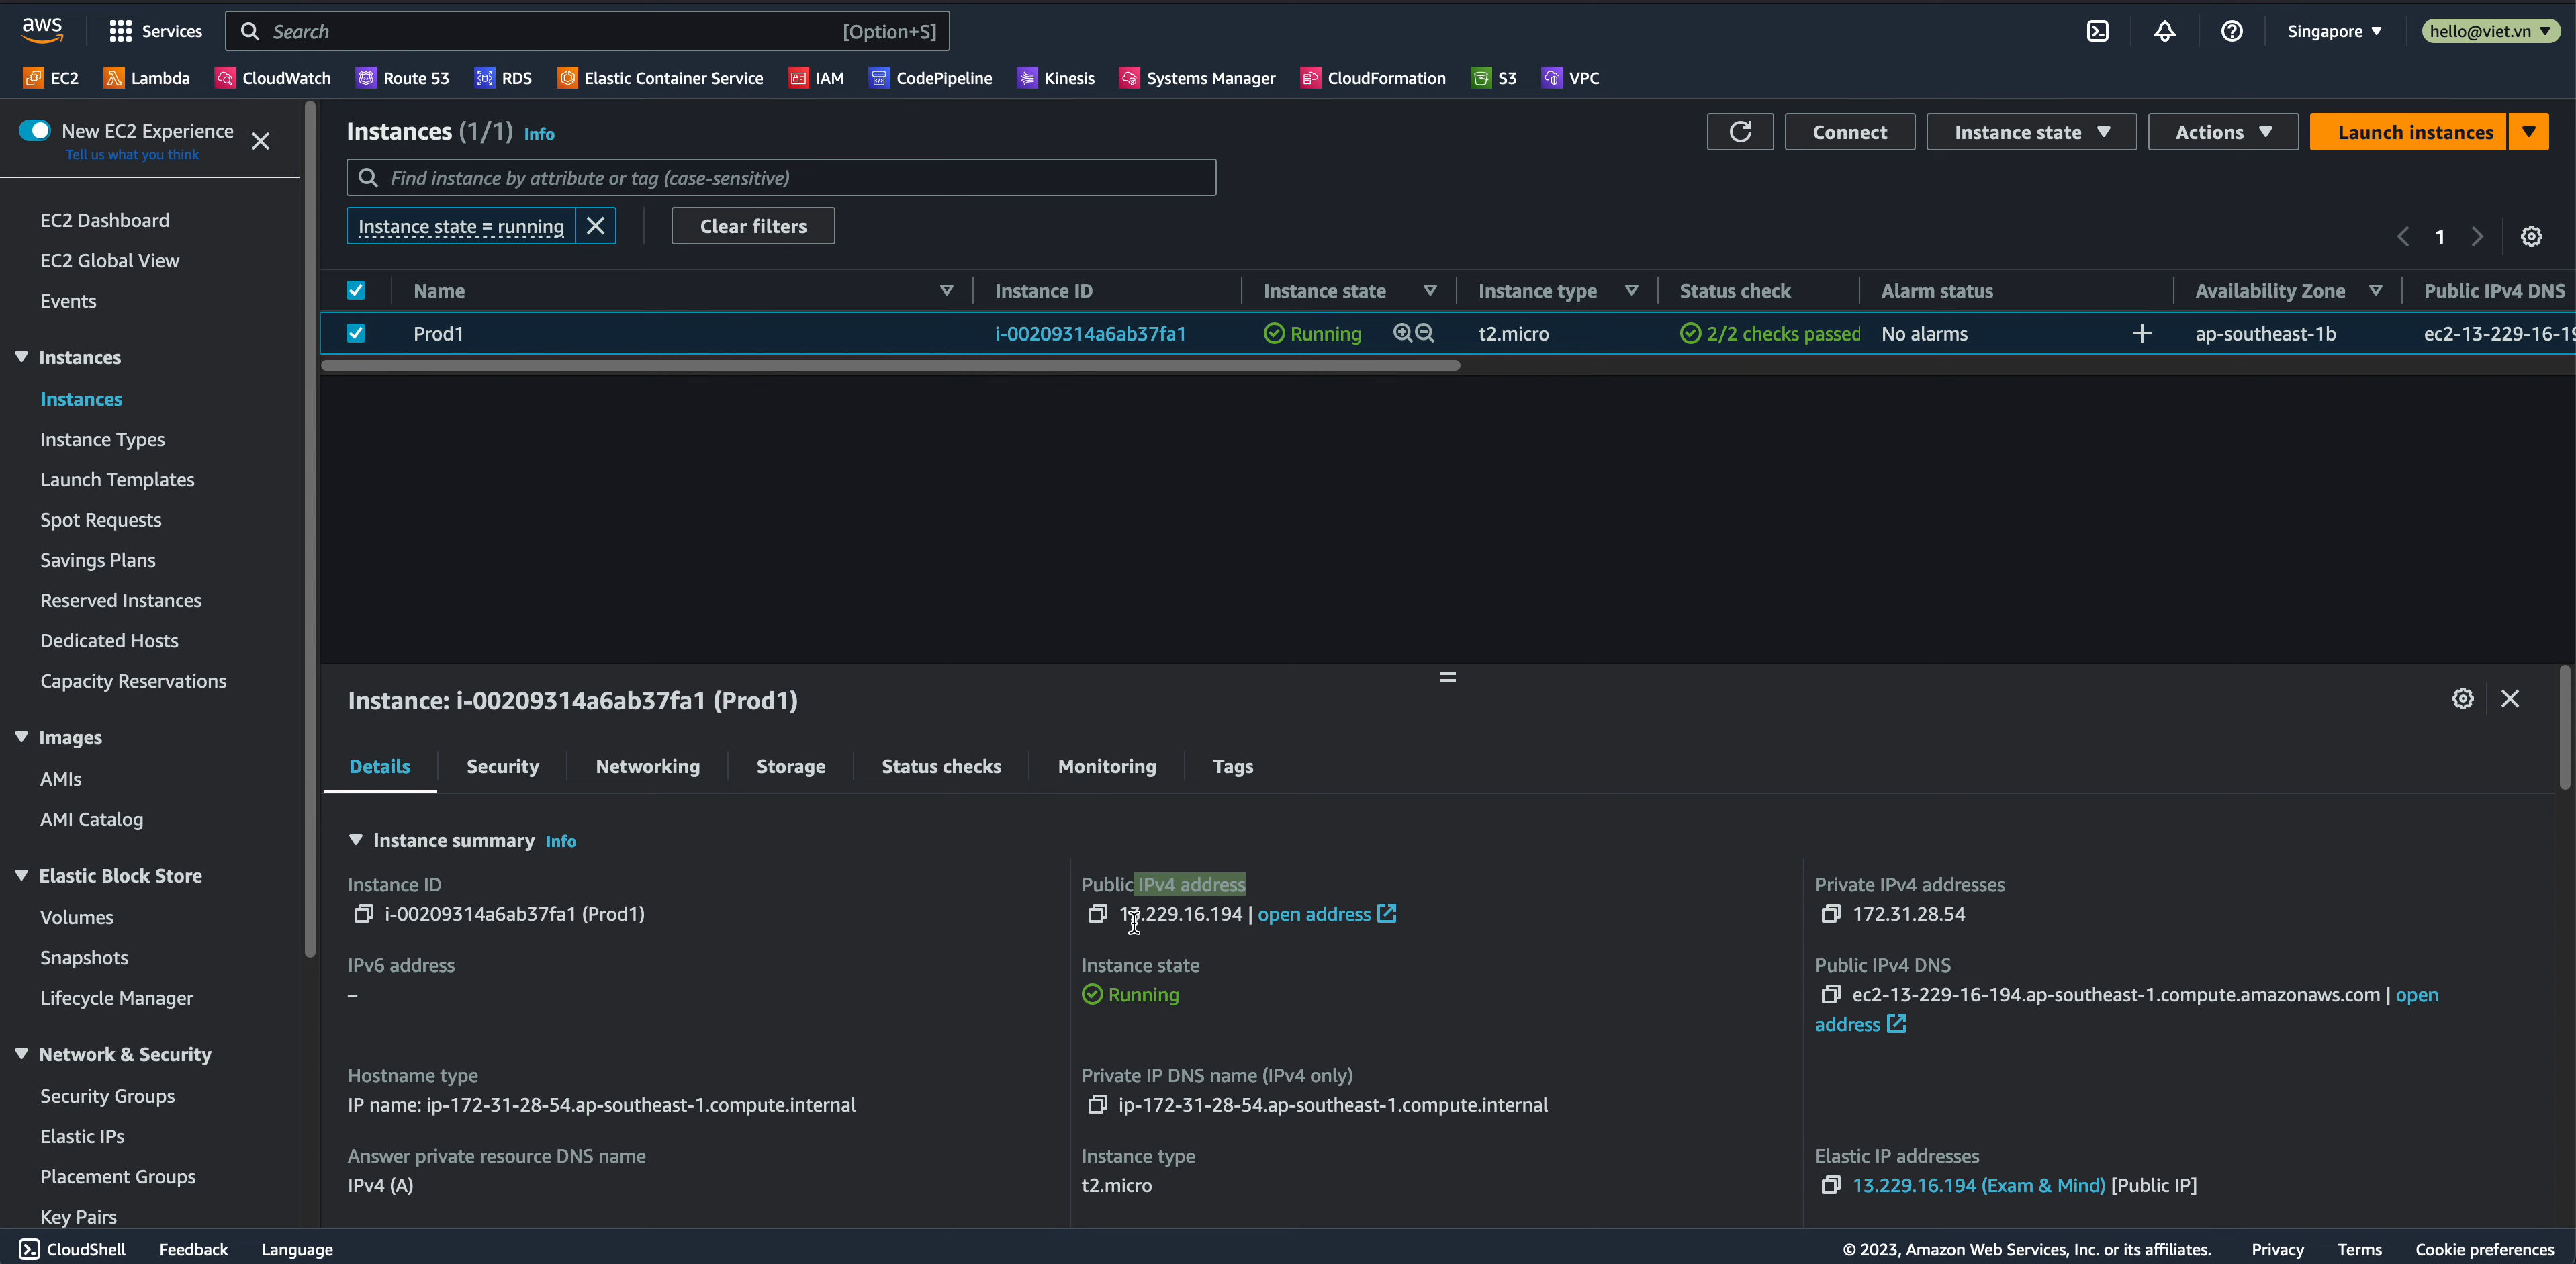 aws
Services
Search
[Option+S]
Singapore
hello@viet.vn
EC2
Lambda
CloudWatch
Route 53
RDS
Elastic Container Service
IAM
CodePipeline
Kinesis
Systems Manager
CloudFormation
S3
VPC
New EC2 Experience
Tell us what you think
EC2 Dashboard
EC2 Global View
Events
Instances
Instances
Instance Types
Launch Templates
Spot Requests
Savings Plans
Reserved Instances
Dedicated Hosts
Capacity Reservations
Images
AMIs
AMI Catalog
Elastic Block Store
Volumes
Snapshots
Lifecycle Manager
Network & Security
Security Groups
Elastic IPs
Placement Groups
Key Pairs
Instances (1/1) Info
Connect
Instance state
Actions
Launch instances
Find instance by attribute or tag (case-sensitive)
Instance state = running
Clear filters
1
Name
Instance ID
Instance state
Instance type
Status check
Alarm status
Availability Zone
Public IPv4 DNS
Prod1
i-00209314a6ab37fa1
Running
t2.micro
2/2 checks passed
No alarms
ap-southeast-1b
ec2-13-229-16-19
Instance: i-00209314a6ab37fa1 (Prod1)
Details
Security
Networking
Storage
Status checks
Monitoring
Tags
Instance summary Info
Instance ID
i-00209314a6ab37fa1 (Prod1)
Public IPv4 address
13.229.16.194 | open address
Private IPv4 addresses
172.31.28.54
IPv6 address
–
Instance state
Running
Public IPv4 DNS
ec2-13-229-16-194.ap-southeast-1.compute.amazonaws.com | open
address
Hostname type
IP name: ip-172-31-28-54.ap-southeast-1.compute.internal
Private IP DNS name (IPv4 only)
ip-172-31-28-54.ap-southeast-1.compute.internal
Answer private resource DNS name
IPv4 (A)
Instance type
t2.micro
Elastic IP addresses
13.229.16.194 (Exam & Mind) [Public IP]
CloudShell
Feedback
Language
© 2023, Amazon Web Services, Inc. or its affiliates.
Privacy
Terms
Cookie preferences